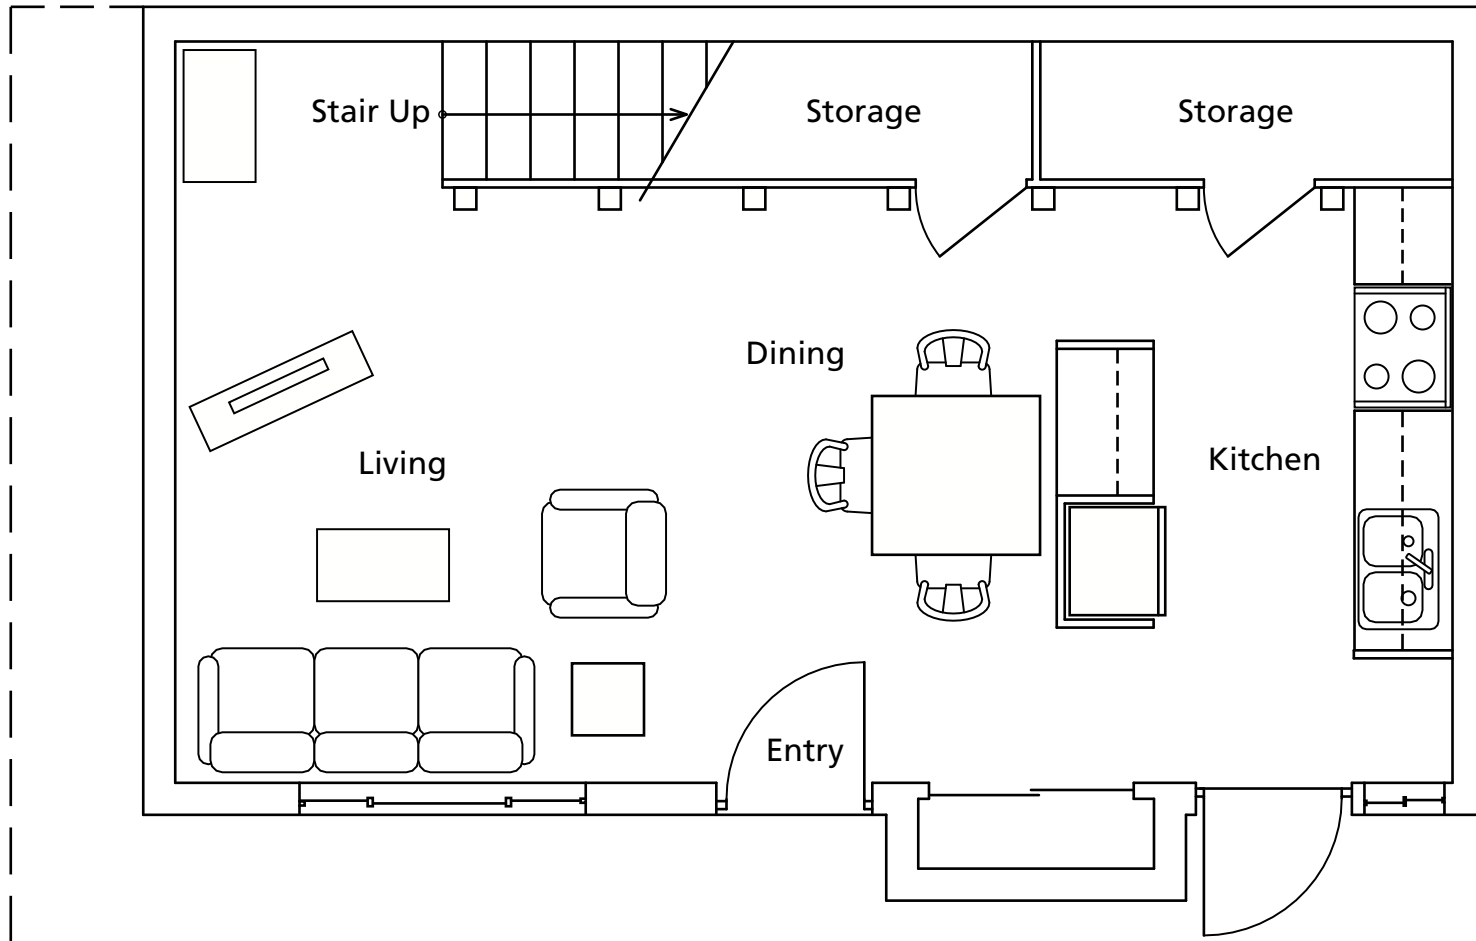 Stair Up
Storage
Storage
Dining
Living
Kitchen
Entry